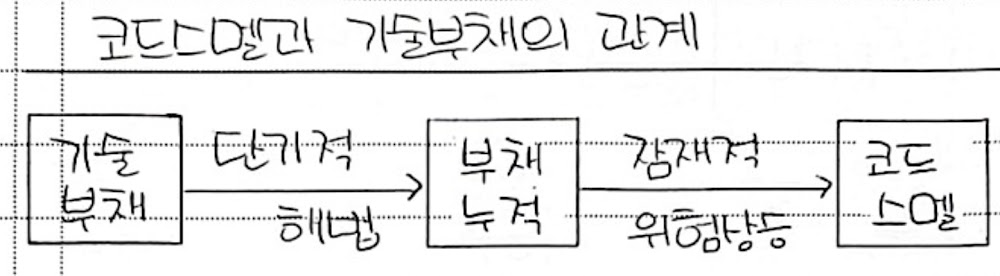 코드스멜과 기술부채의 관계
기술
부채
단기적
해법
부채
누적
잠재적
위험상승
코드
스멜